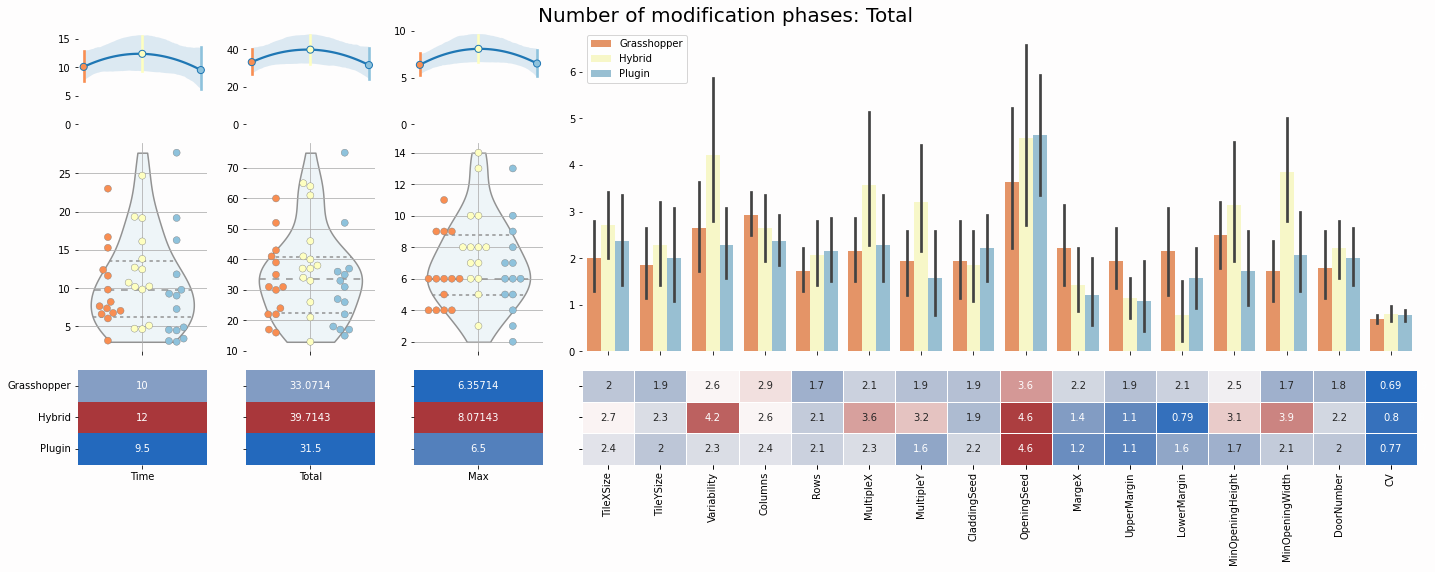 Number of modification phases: Total
15
10
5
0
40
20
0
10
5
0
Grasshopper
Hybrid
Plugin
6
5
4
3
2
1
0
25
20
15
10
5
70
60
50
40
30
20
10
14
12
10
8
6
4
2
Grasshopper 10 33.0714 6.35714 2 1.9 2.6 2.9 1.7 2.1 1.9 1.9 3.6 2.2 1.9 2.1 2.5 1.7 1.8 0.69
Hybrid 12 39.7143 8.07143 2.7 2.3 4.2 2.6 2.1 3.6 3.2 1.9 4.6 1.4 1.1 0.79 3.1 3.9 2.2 0.8
Plugin 9.5 31.5 6.5 2.4 2 2.3 2.4 2.1 2.3 1.6 2.2 4.6 1.2 1.1 1.6 1.7 2.1 2 0.77
Time Total Max
TileXSize
TileYSize
Variability
Columns
Rows
MultipleX
MultipleY
CladdingSeed
OpeningSeed
MargeX
UpperMargin
LowerMargin
MinOpeningHeight
MinOpeningWidth
DoorNumber
CV